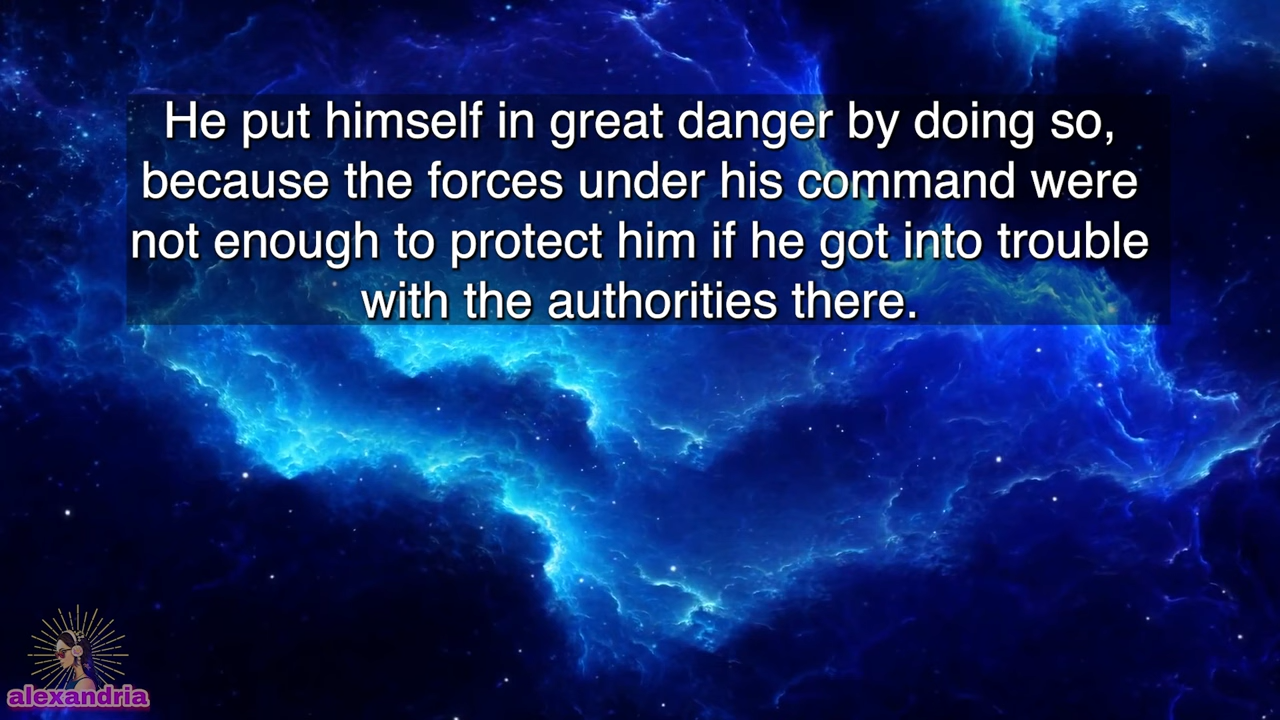 He put himself in great danger by doing so,
because the forces under his command were
not enough to protect him if he got into trouble
with the authorities there.
alexandria